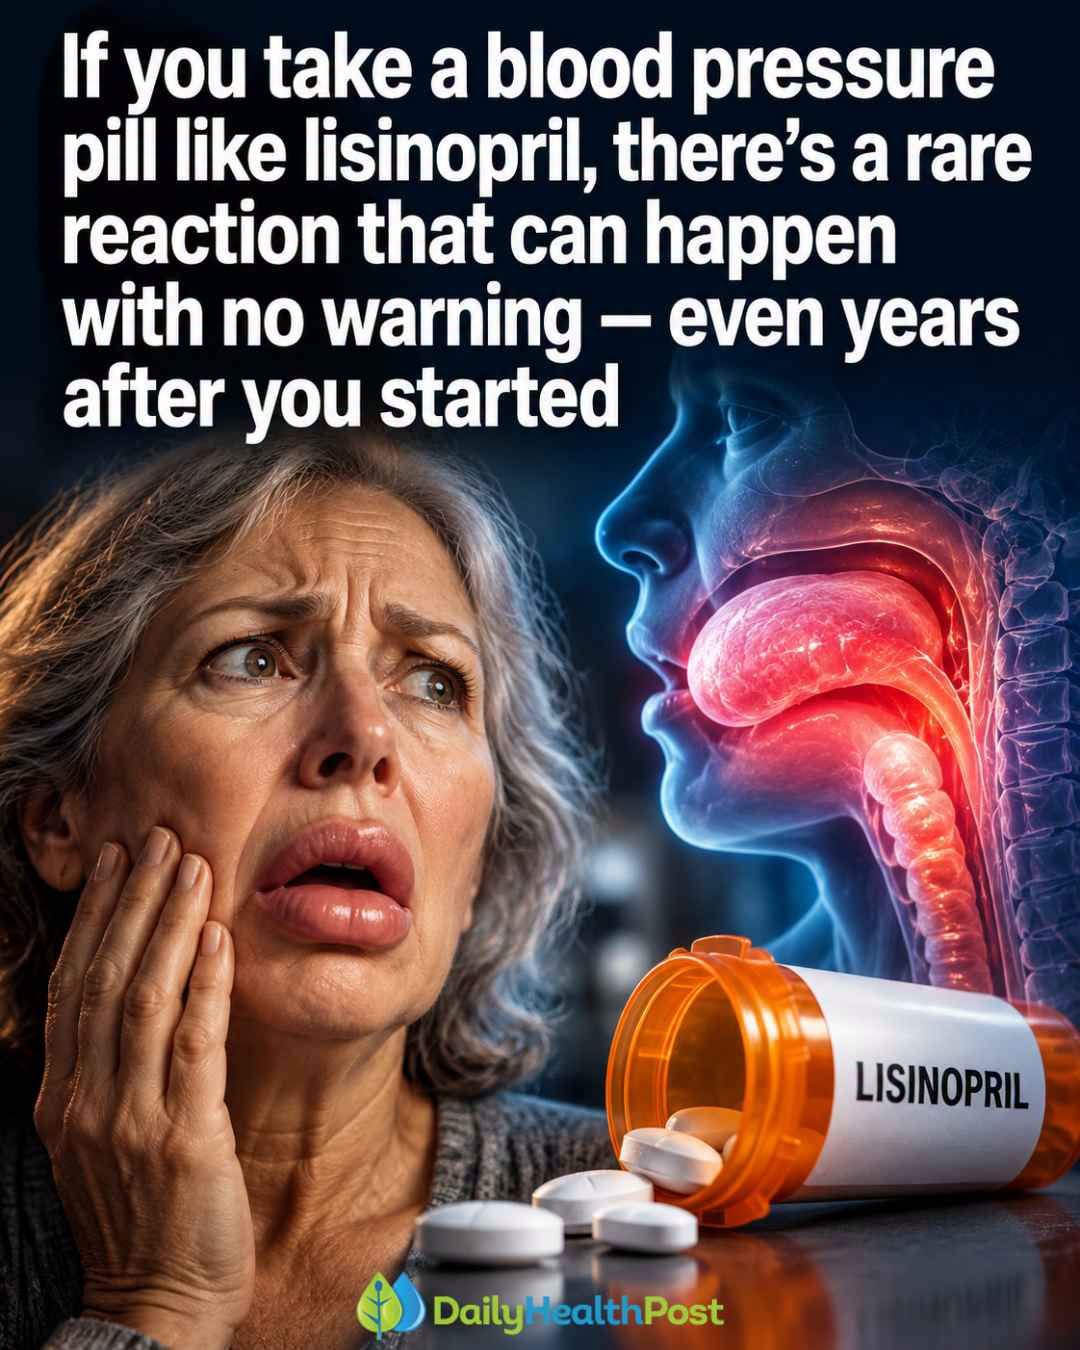 If you take a blood pressure
pill like lisinopril, there’s a rare
reaction that can happen
with no warning – even years
after you started
LISINOPRIL
DailyHealthPost